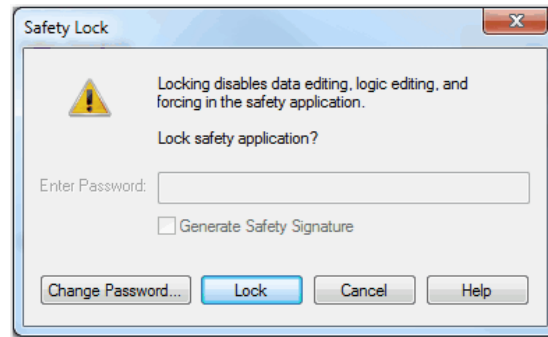 Safety Lock
Locking disables data editing, logic editing, and
forcing in the safety application.
Lock safety application?
Enter Password:
Generate Safety Signature
Change Password... Lock Cancel Help